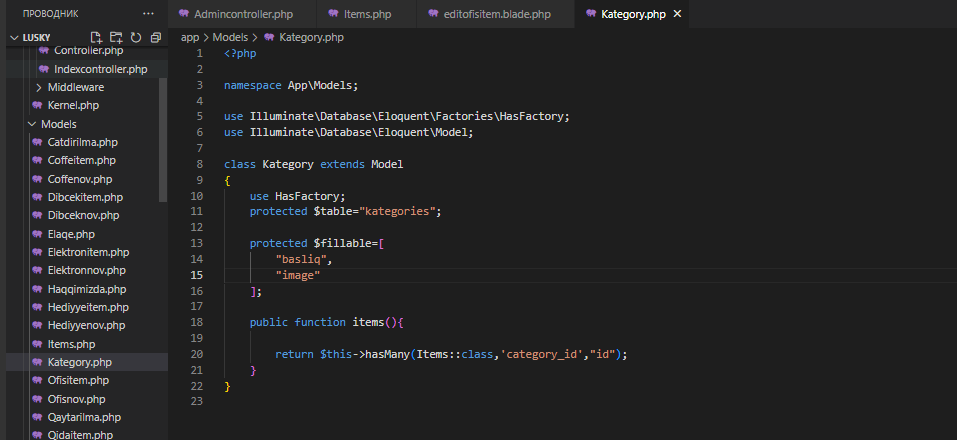 ПРОВОДНИК ···
Admincontroller.php
Items.php
editofisitem.blade.php
Kategory.php
LUSKY
Controller.php
Indexcontroller.php
Middleware
Kernel.php
Models
Catdirilma.php
Coffeitem.php
Coffenov.php
Dibcekitem.php
Dibceknov.php
Elaqe.php
Elektronitem.php
Elektronnov.php
Haqqimizda.php
Hediyyeitem.php
Hediyyenov.php
Items.php
Kategory.php
Ofisitem.php
Ofisnov.php
Qaytarilma.php
Qidaitem.php
app > Models > Kategory.php
1 <?php
2
3 namespace App\Models;
4
5 use Illuminate\Database\Eloquent\Factories\HasFactory;
6 use Illuminate\Database\Eloquent\Model;
7
8 class Kategory extends Model
9 {
10 use HasFactory;
11 protected $table="kategories";
12
13 protected $fillable=[
14 "basliq",
15 "image"
16 ];
17
18 public function items(){
19
20 return $this->hasMany(Items::class,'category_id',"id");
21 }
22 }
23